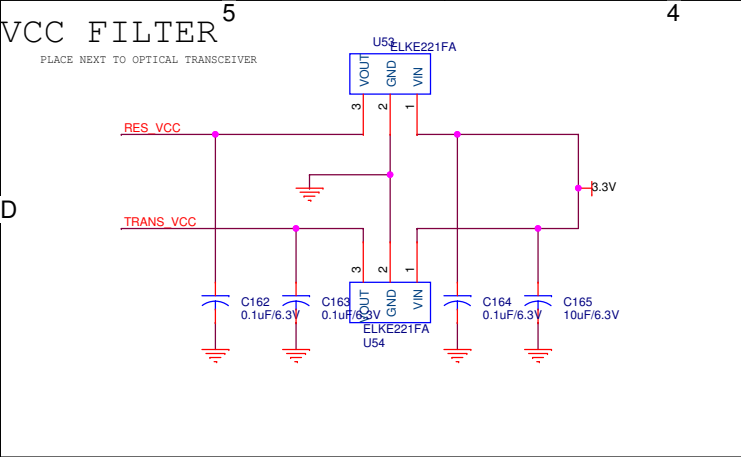 5
4
VCC FILTER
PLACE NEXT TO OPTICAL TRANSCEIVER
U53
ELKE221FA
VOUT
GND
VIN
3
2
1
RES_VCC
3.3V
D
TRANS_VCC
3
2
1
VOUT
GND
VIN
C162
0.1uF/6.3V
C163
0.1uF/6.3V
C164
0.1uF/6.3V
C165
10uF/6.3V
ELKE221FA
U54